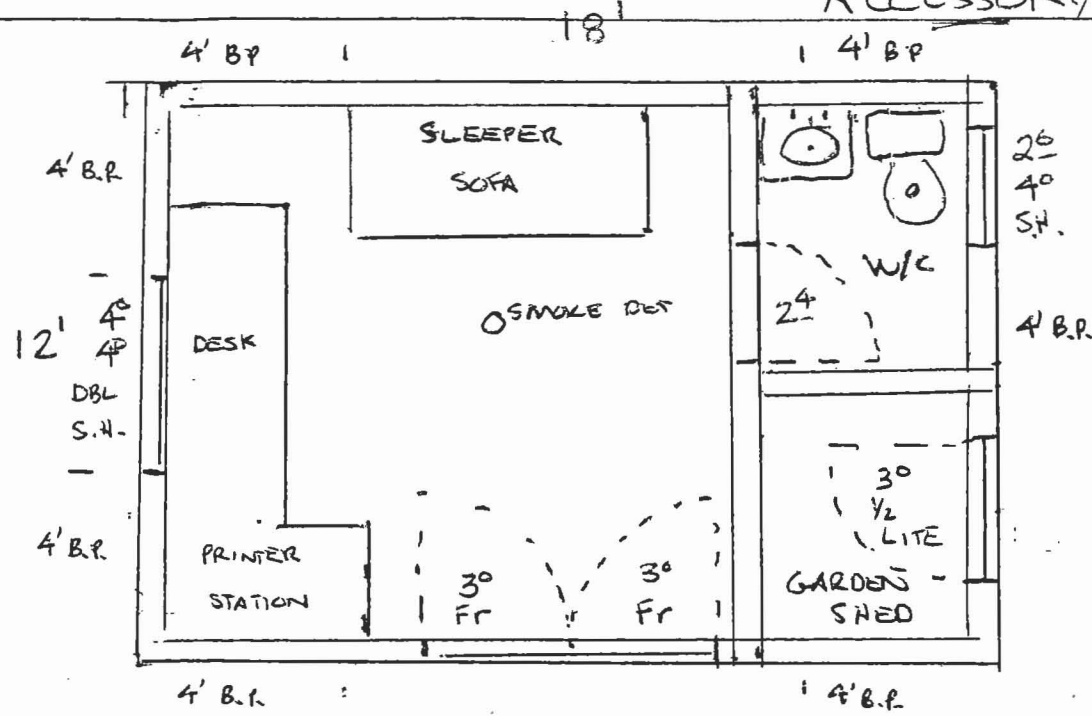 ACCESSORY
18'
4' BP
4' BP
SLEEPER
SOFA
4' B.P.
2⁶
4⁰
S.H.
W/C
SMOKE DET
2⁴
12'
4⁰
4⁰
DBL
S.H.
DESK
4' B.P.
3⁰
½
LITE
4' B.P.
PRINTER
STATION
3⁰
Fr
3⁰
Fr
GARDEN
SHED
4' B.P.
4' B.P.